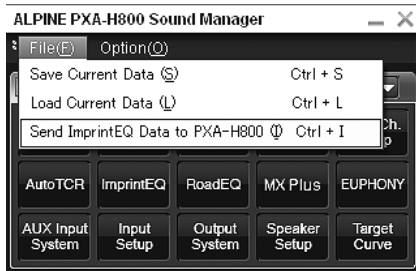 ALPINE PXA-H800 Sound Manager
File(F) Option(O)
Save Current Data (S) Ctrl + S
Load Current Data (L) Ctrl + L
Send ImprintEQ Data to PXA-H800 (I) Ctrl + I
Ch.
AutoTCR ImprintEQ RoadEQ MX Plus EUPHONY
AUX Input System Input Setup Output System Speaker Setup Target Curve